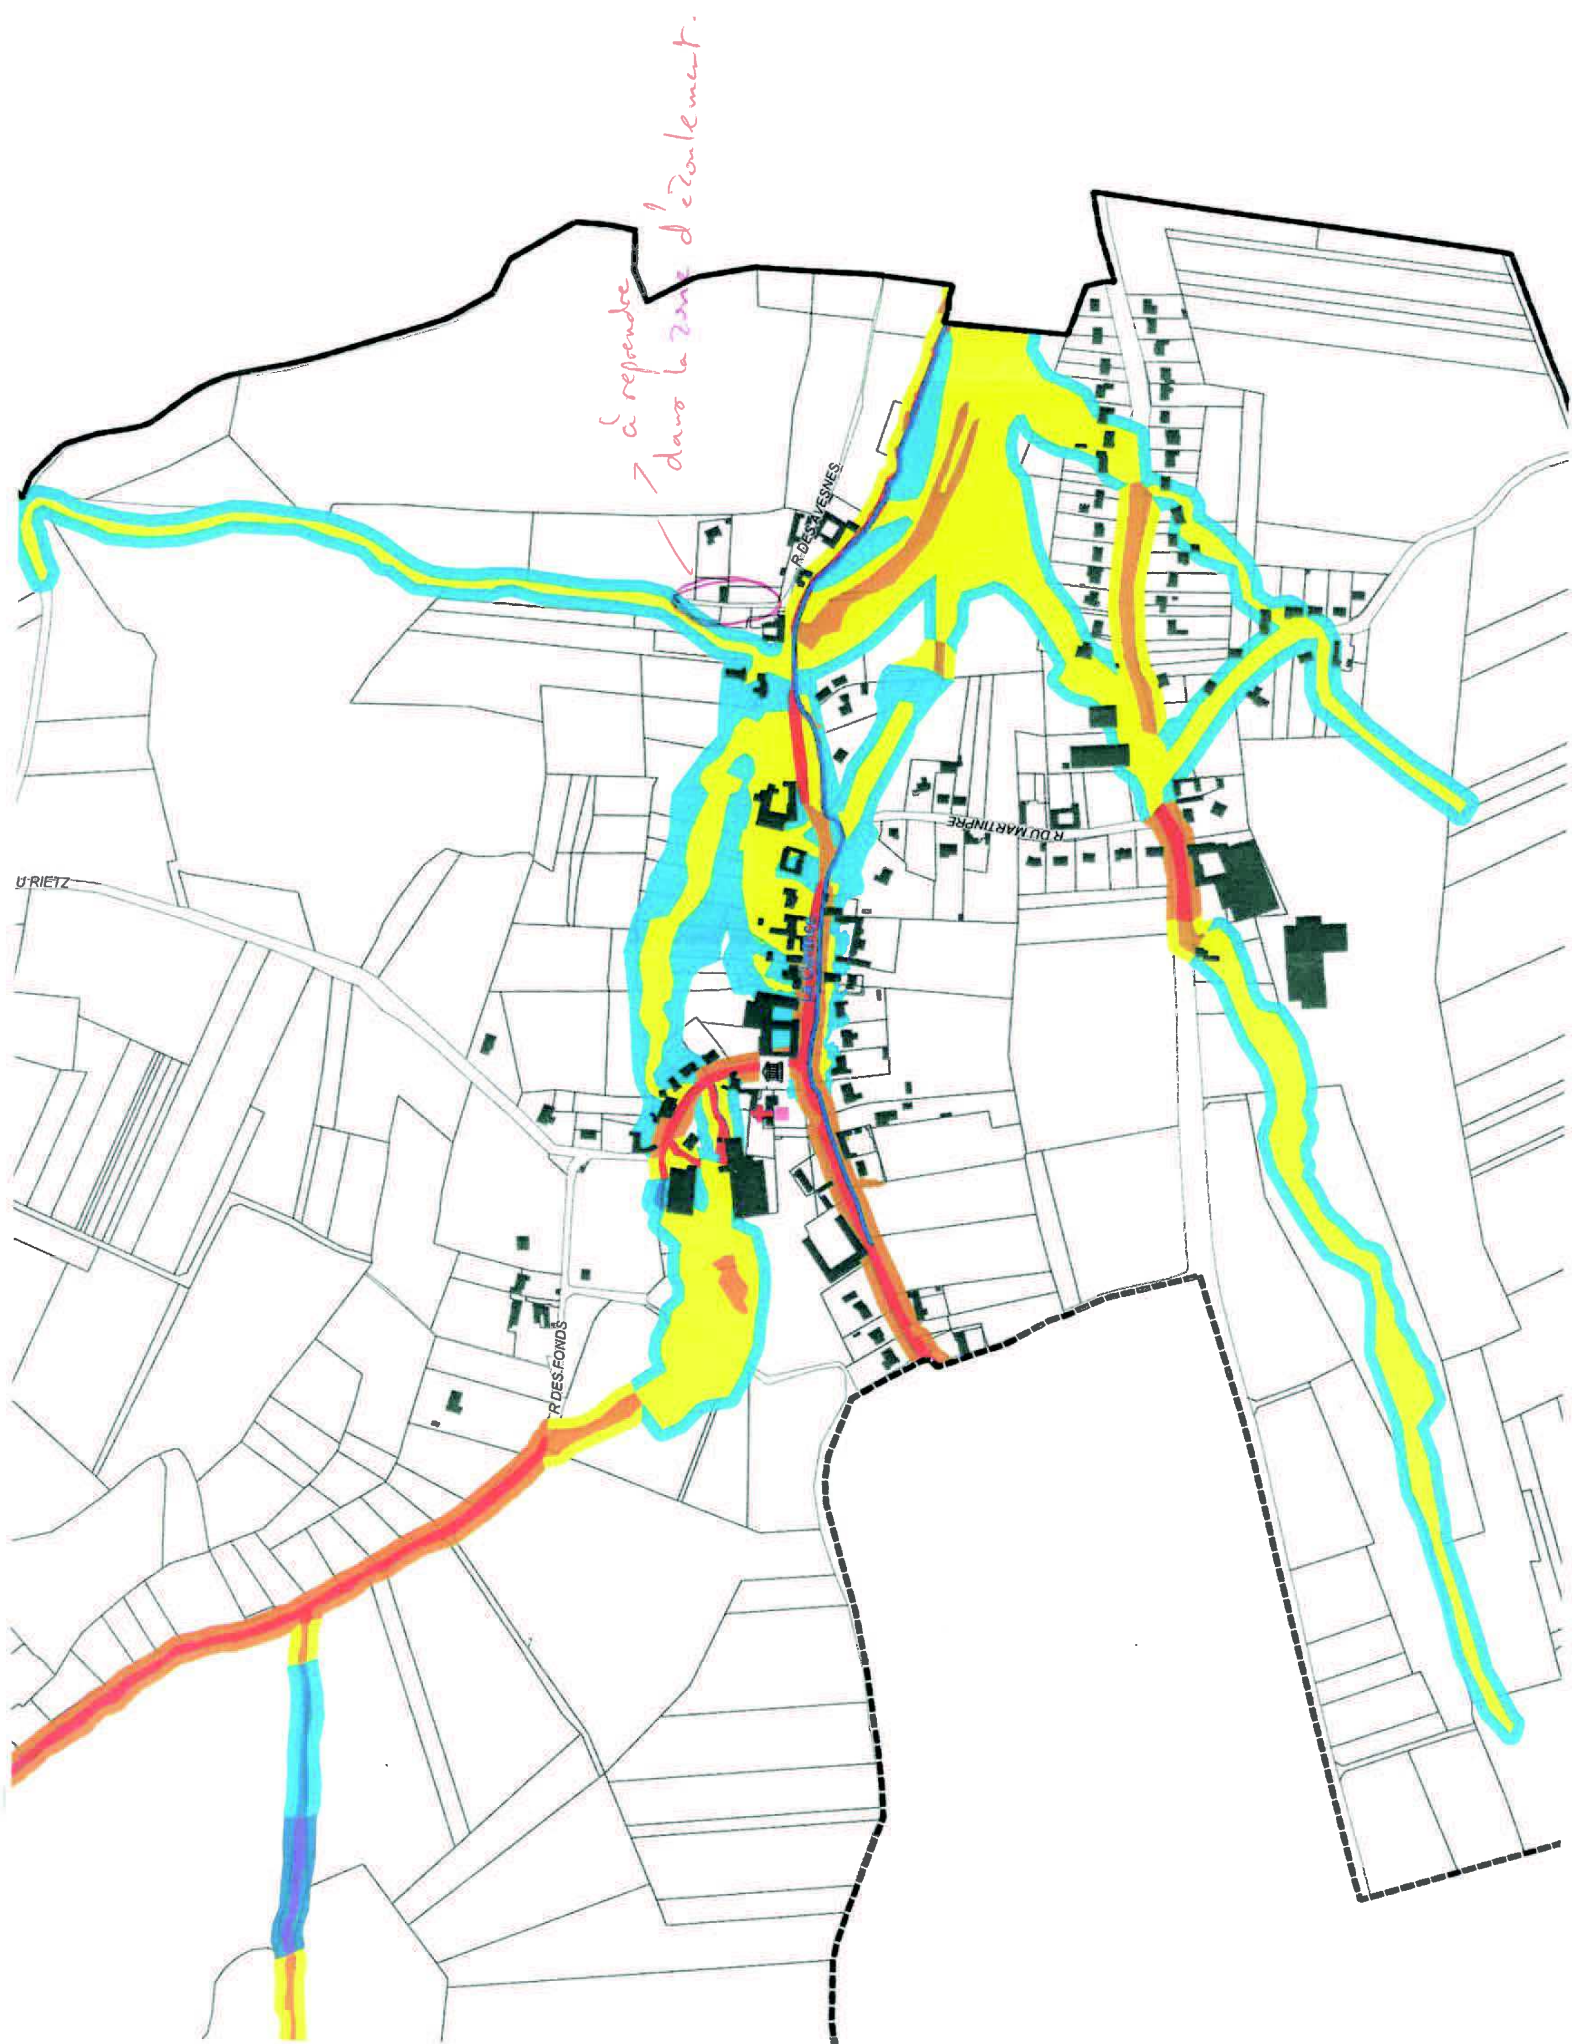 à reprendre
dans la zone d'écoulement.
R DES AVESNES
R DU MARTINPRE
U RIETZ
R DES FONDS